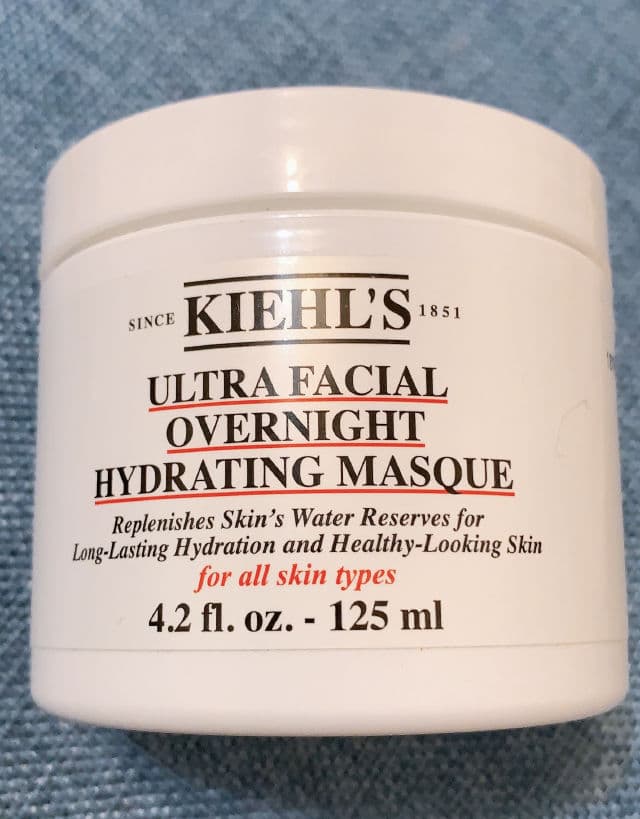 SINCE KIEHL'S 1851
ULTRA FACIAL
OVERNIGHT
HYDRATING MASQUE
Replenishes Skin's Water Reserves for
Long-Lasting Hydration and Healthy-Looking Skin
for all skin types
4.2 fl. oz. - 125 ml